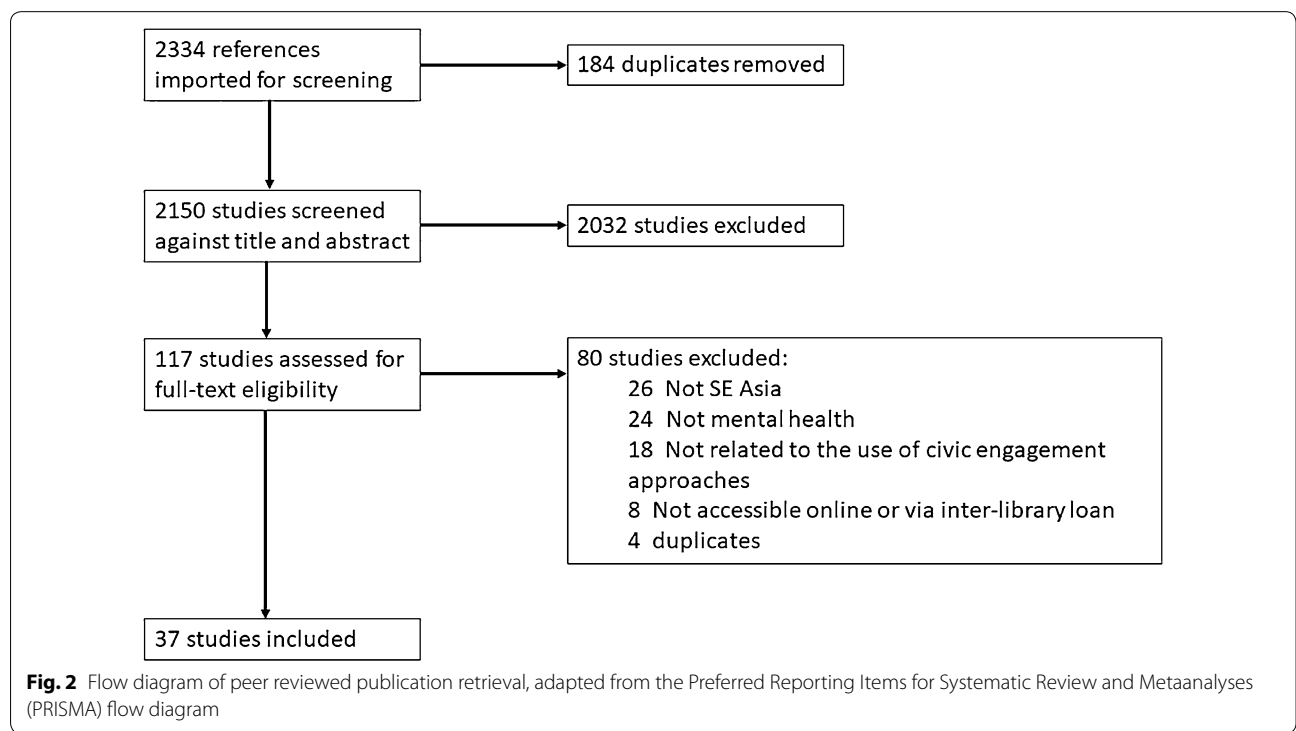 2334 references
imported for screening
184 duplicates removed
2150 studies screened
against title and abstract
2032 studies excluded
117 studies assessed for
full-text eligibility
80 studies excluded:
26 Not SE Asia
24 Not mental health
18 Not related to the use of civic engagement
approaches
8 Not accessible online or via inter-library loan
4 duplicates
37 studies included
Fig. 2 Flow diagram of peer reviewed publication retrieval, adapted from the Preferred Reporting Items for Systematic Review and Metaanalyses
(PRISMA) flow diagram